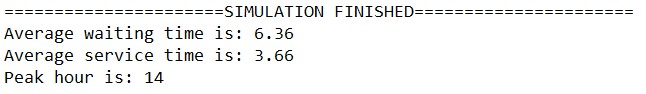 ======================SIMULATION FINISHED======================
Average waiting time is: 6.36
Average service time is: 3.66
Peak hour is: 14